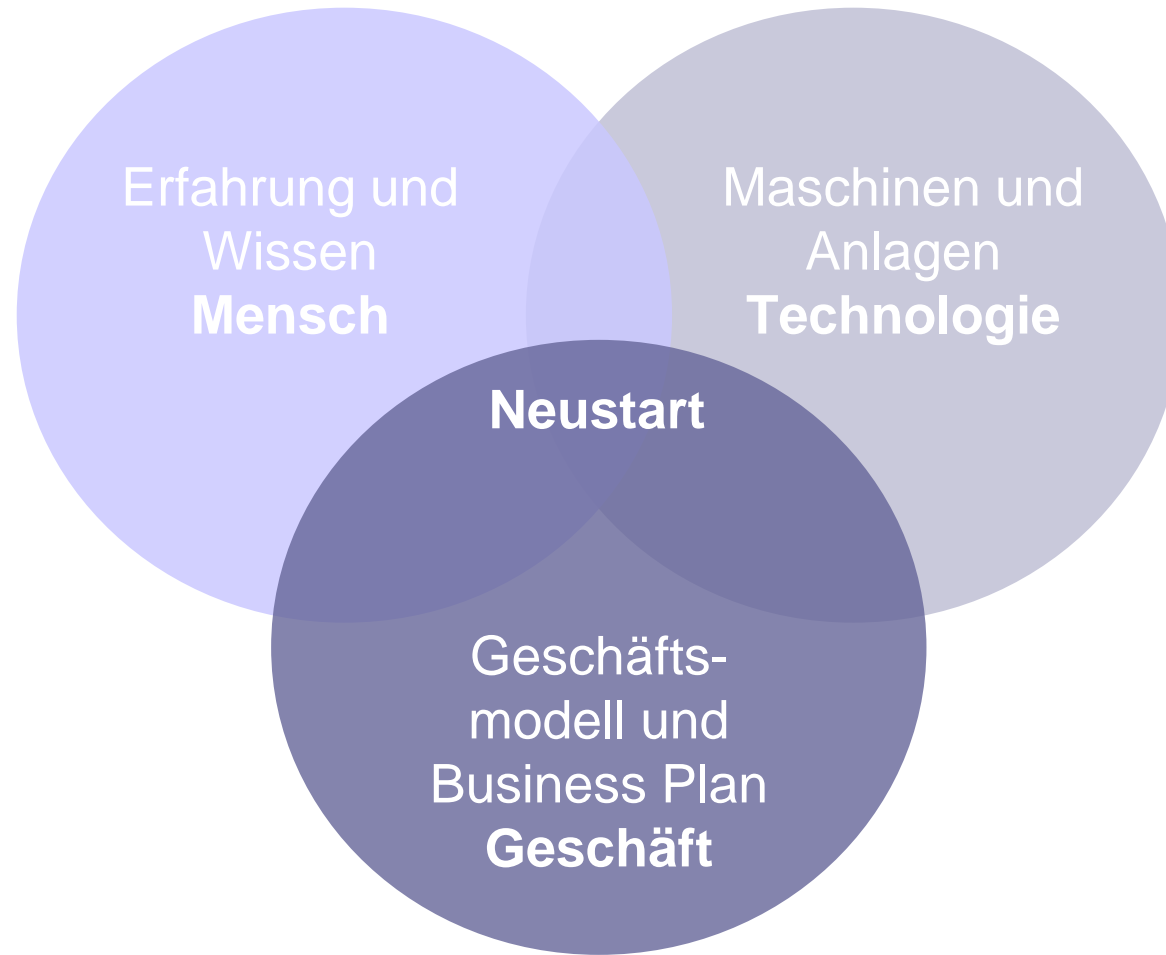 Erfahrung und
Wissen
Mensch
Maschinen und
Anlagen
Technologie
Neustart
Geschäfts-
modell und
Business Plan
Geschäft